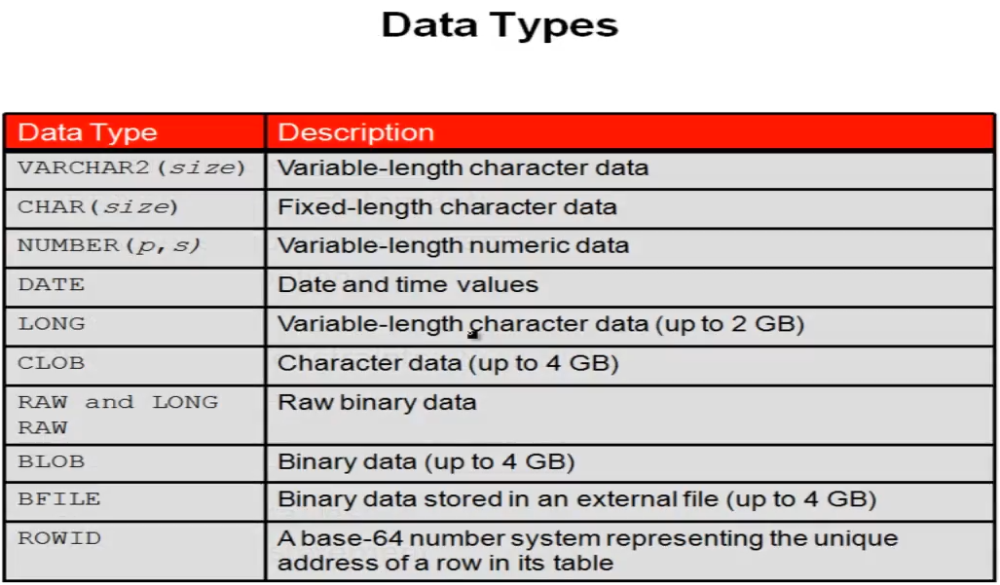 Data Types
Data Type Description
VARCHAR2(size) Variable-length character data
CHAR(size) Fixed-length character data
NUMBER(p,s) Variable-length numeric data
DATE Date and time values
LONG Variable-length character data (up to 2 GB)
CLOB Character data (up to 4 GB)
RAW and LONG
RAW Raw binary data
BLOB Binary data (up to 4 GB)
BFILE Binary data stored in an external file (up to 4 GB)
ROWID A base-64 number system representing the unique
address of a row in its table